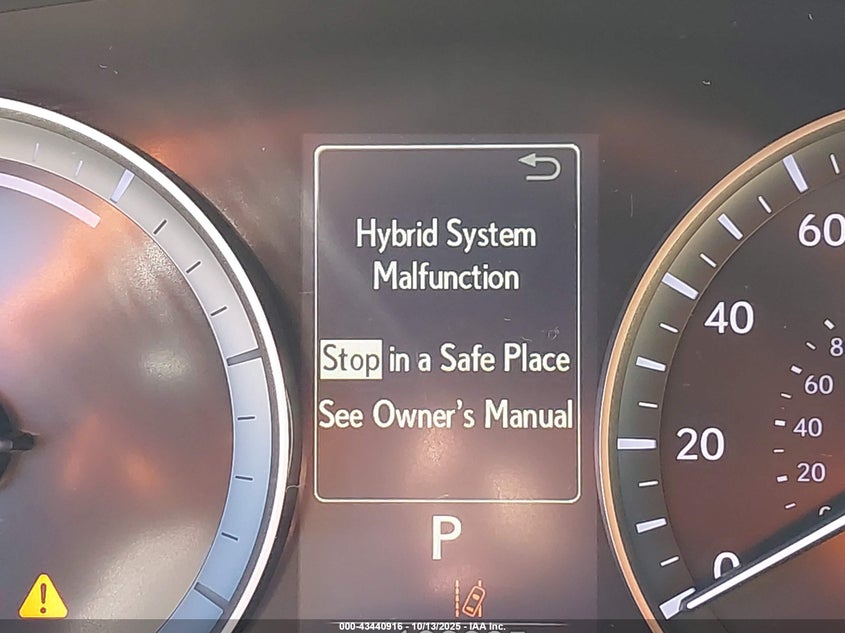 Hybrid System
Malfunction
Stop in a Safe Place
See Owner's Manual
P
60
40
20
0
8
60
40
20
000-43440916 - 10/13/2025 - IAA Inc.